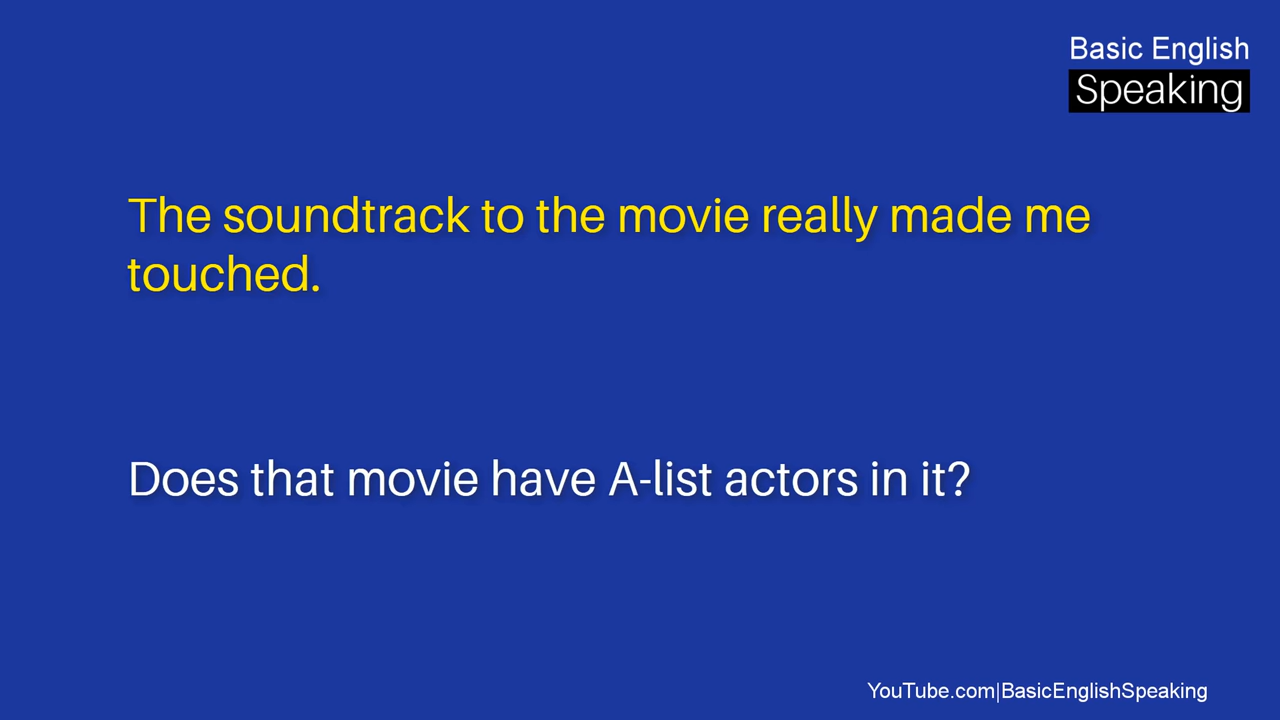 Basic English
Speaking
The soundtrack to the movie really made me
touched.
Does that movie have A-list actors in it?
YouTube.com|BasicEnglishSpeaking